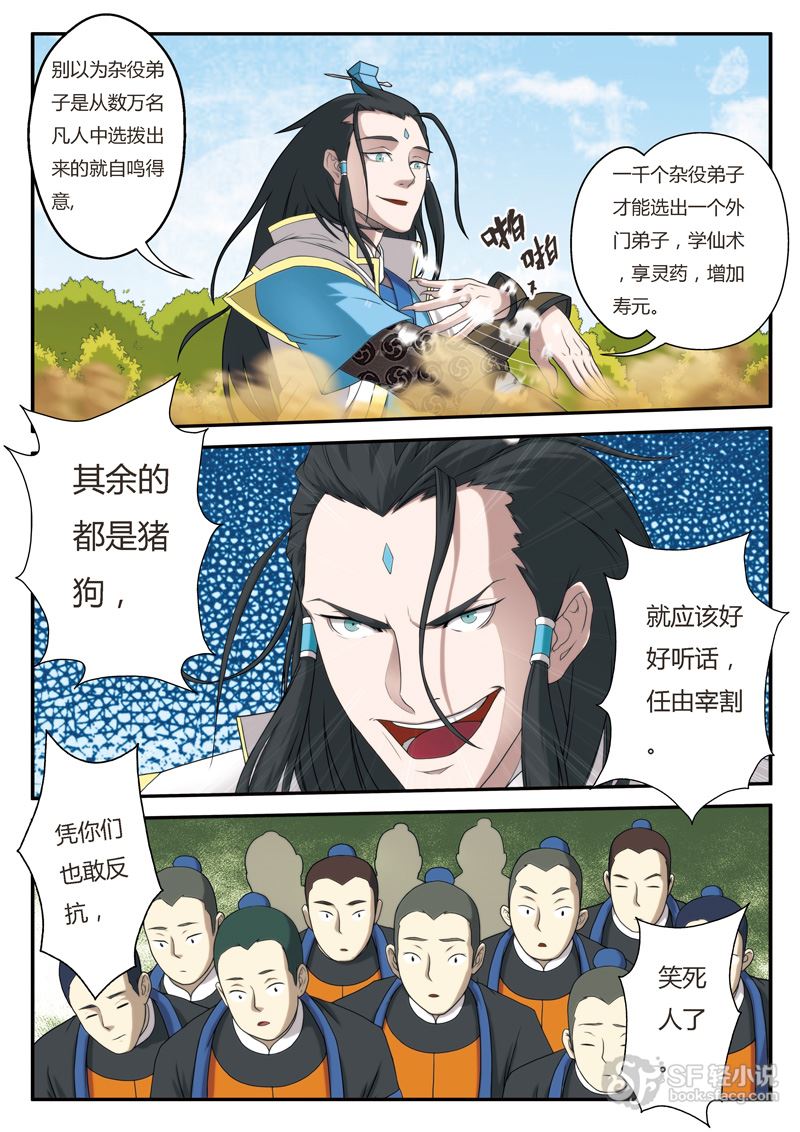 别以为杂役弟
子是从数万名
凡人中选拨出
来的就自鸣得
意,
一千个杂役弟子
才能选出一个外
门弟子，学仙术
，享灵药，增加
寿元。
啪
啪
其余的
都是猪
狗，
就应该好
好听话，
任由宰割
。
凭你们
也敢反
抗，
笑死
人了
。
SF轻小说
book.sfacg.com